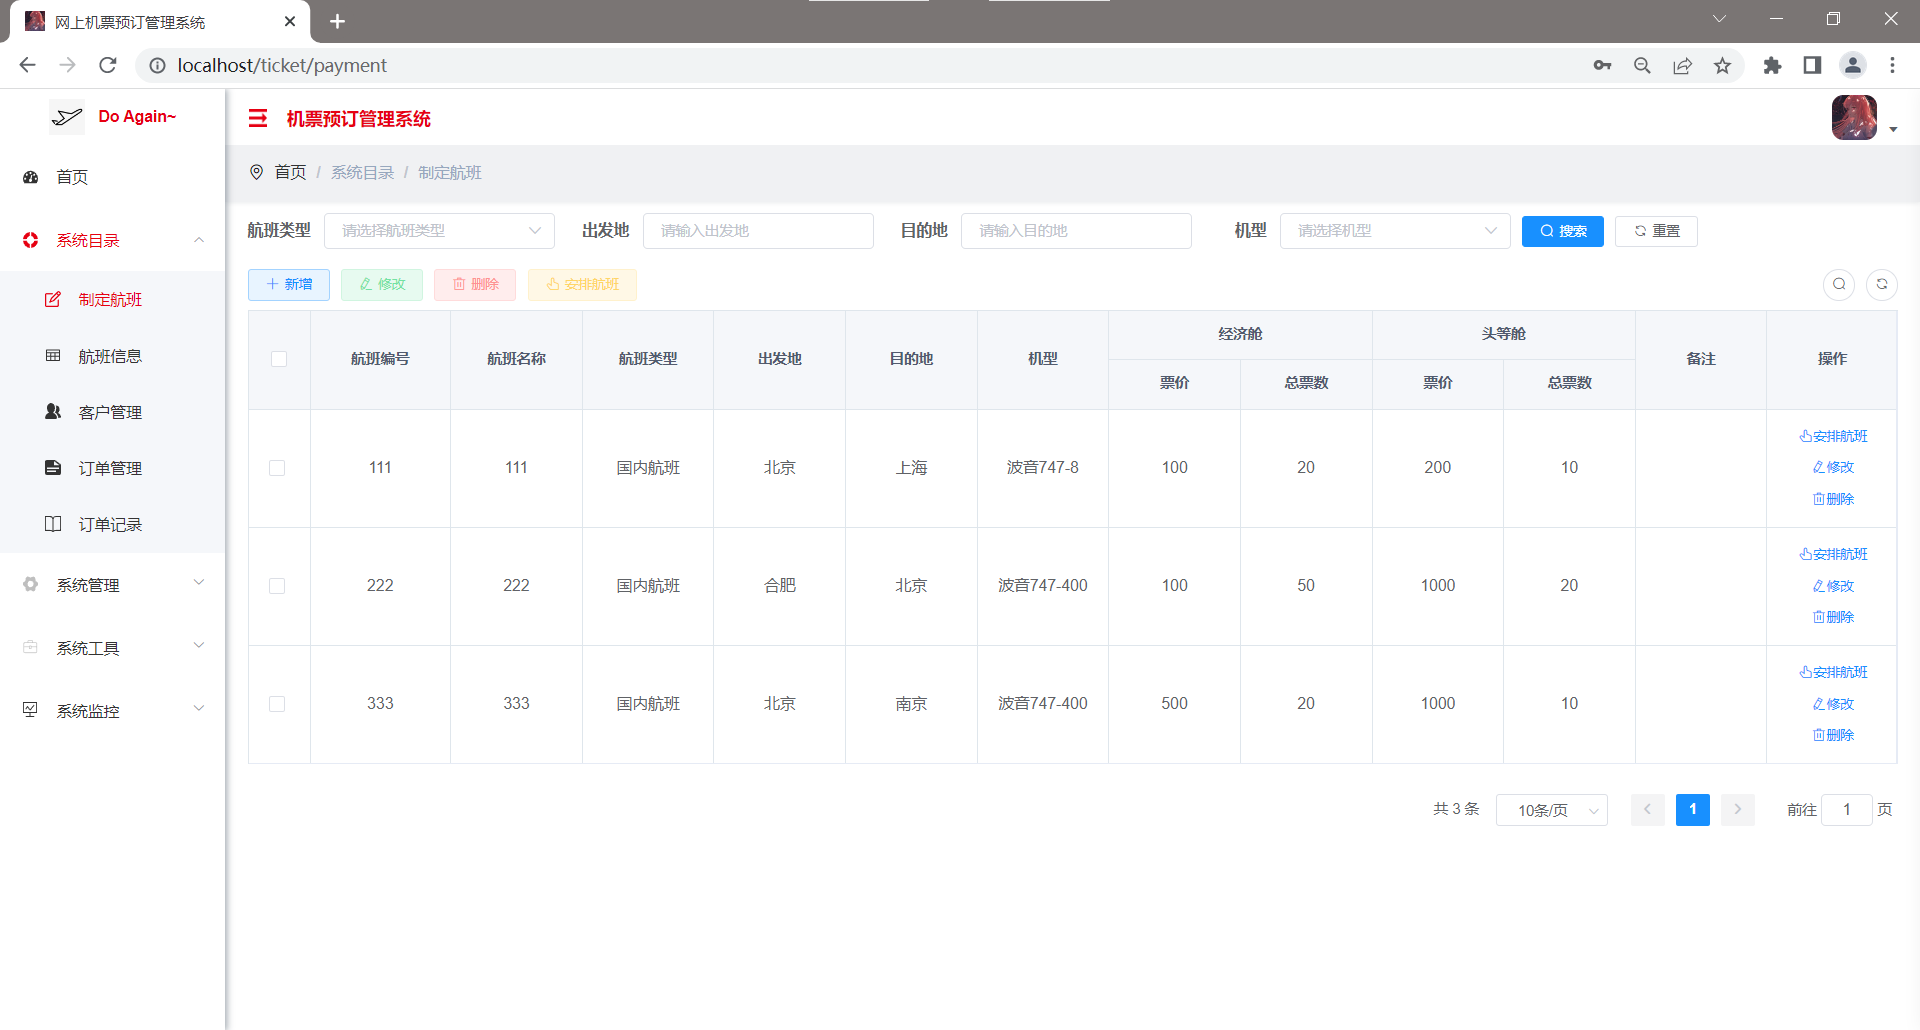 网上机票预订管理系统
localhost/ticket/payment
Do Again~
机票预订管理系统
首页 / 系统目录 / 制定航班
首页
系统目录
制定航班
航班信息
客户管理
订单管理
订单记录
系统管理
系统工具
系统监控
航班类型 请选择航班类型 出发地 请输入出发地 目的地 请输入目的地 机型 请选择机型 搜索 重置
新增 修改 删除 安排航班
航班编号 航班名称 航班类型 出发地 目的地 机型 经济舱 头等舱 备注 操作
票价 总票数 票价 总票数
111 111 国内航班 北京 上海 波音747-8 100 20 200 10 安排航班
修改
删除
222 222 国内航班 合肥 北京 波音747-400 100 50 1000 20 安排航班
修改
删除
333 333 国内航班 北京 南京 波音747-400 500 20 1000 10 安排航班
修改
删除
共 3 条 10条/页 1 前往 1 页